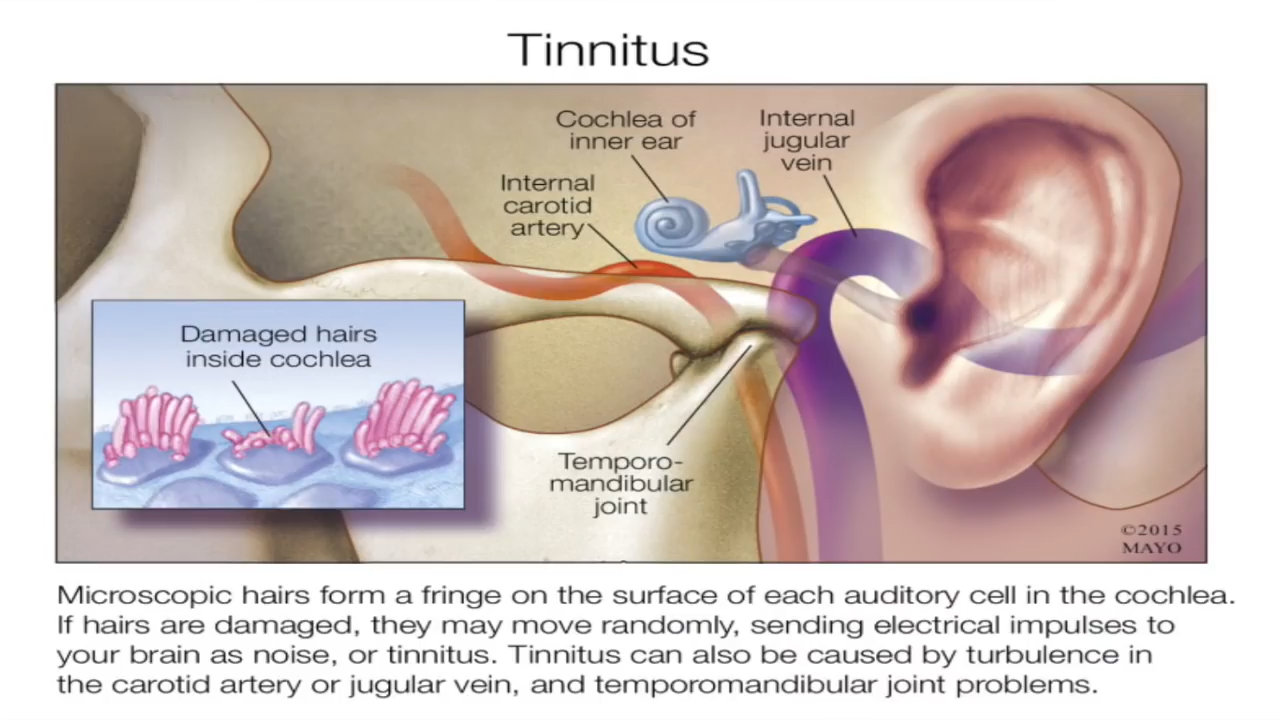 Tinnitus
Cochlea of
inner ear
Internal
jugular
vein
Internal
carotid
artery
Damaged hairs
inside cochlea
Temporo-
mandibular
joint
©2015
MAYO
Microscopic hairs form a fringe on the surface of each auditory cell in the cochlea.
If hairs are damaged, they may move randomly, sending electrical impulses to
your brain as noise, or tinnitus. Tinnitus can also be caused by turbulence in
the carotid artery or jugular vein, and temporomandibular joint problems.